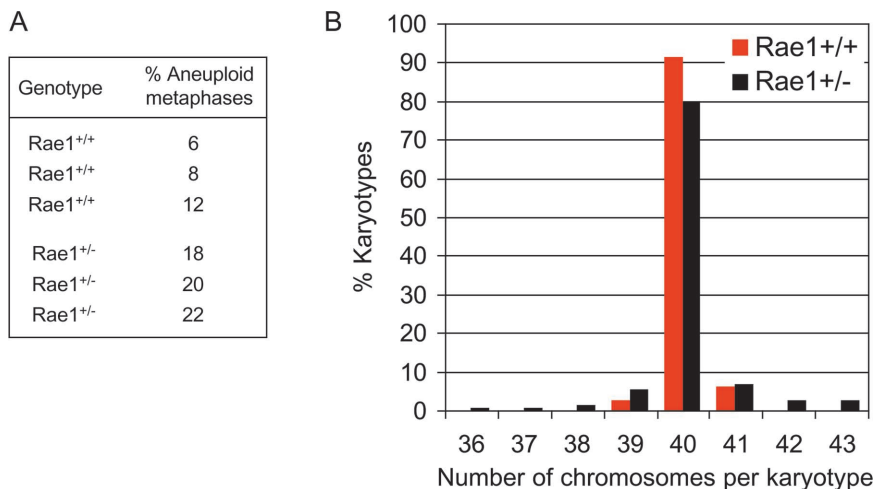 A
Genotype % Aneuploid metaphases
Rae1+/+ 6
Rae1+/+ 8
Rae1+/+ 12
Rae1+/- 18
Rae1+/- 20
Rae1+/- 22
B
% Karyotypes
100
90
80
70
60
50
40
30
20
10
0
Rae1+/+
Rae1+/-
36 37 38 39 40 41 42 43
Number of chromosomes per karyotype